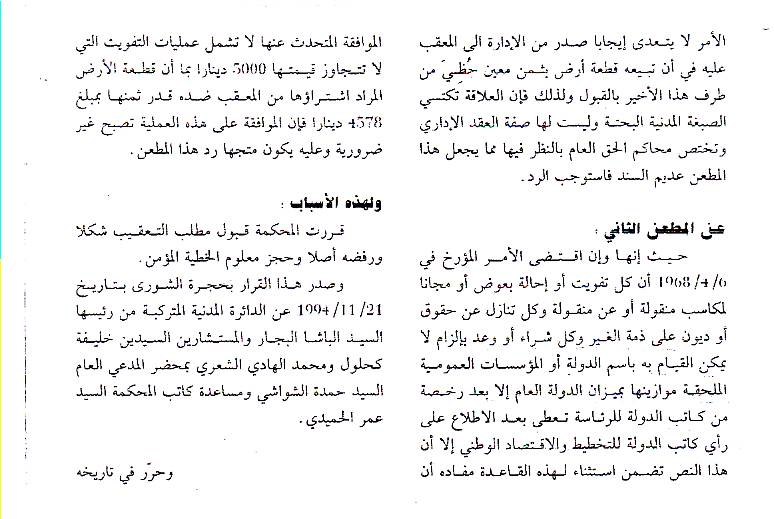 الأمر لا يتعدى إيجابا صدر من الإدارة الى المعقب
عليه في أن تبيعه قطعة أرض بثمن معين حُظِيَ من
طرف هذا الأخير بالقبول ولذلك فإن العلاقة تكتسي
الصبغة المدنية البحتة وليست لها صفة العقد الإداري
وتختص محاكم الحق العام بالنظر فيها مما يجعل هذا
المطعن عديم السند فاستوجب الرد.
عن المطعن الثاني :
حيث إنها وإن اقتضى الأمر المؤرخ في
1968/4/6 أن كل تفويت أو إحالة بعوض أو مجانا
لمكاسب منقولة أو عن منقولة وكل تنازل عن حقوق
أو ديون على ذمة الغير وكل شراء أو وعد بإلزام لا
يمكن القيام به باسم الدولة أو المؤسسات العمومية
الملحقة موازينها بميزان الدولة العام إلا بعد رخصة
من كاتب الدولة للرئاسة تعطى بعد الاطلاع على
رأي كاتب الدولة للتخطيط والاقتصاد الوطني إلا أن
هذا النص تضمن استثناء لهذه القاعدة مفاده أن
الموافقة المتحدث عنها لا تشمل عمليات التفويت التي
لا تتجاوز قيمتها 5000 دينارا بما أن قطعة الأرض
المراد اشتراؤها من المعقب ضده قدر ثمنها بمبلغ
4578 دينارا فإن الموافقة على هذه العملية تصبح غير
ضرورية وعليه يكون متجها رد هذا المطعن.
ولهذه الأسباب :
قررت المحكمة قبول مطلب التعقيب شكلا
ورفضه أصلا وحجز معلوم الخطية المؤمن.
وصدر هذا القرار بحجرة الشورى بتاريخ
1994/11/21 عن الدائرة المدنية المتركبة من رئيسها
السيد الباشا البجار والمستشارين السيدين خليفة
كحلول ومحمد الهادي الشعري بمحضر المدعي العام
السيد حمدة الشواشي ومساعدة كاتب المحكمة السيد
عمر الحميدي.
وحرّر في تاريخه